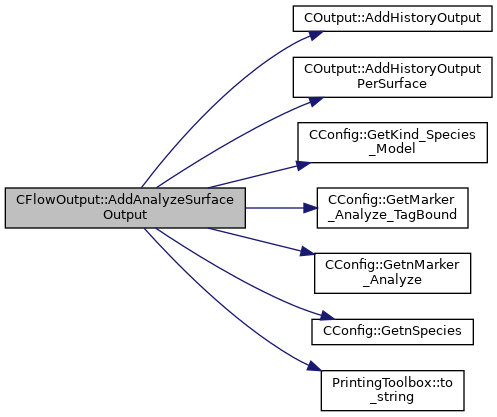 COutput::AddHistoryOutput
COutput::AddHistoryOutput
PerSurface
CConfig::GetKind_Species
_Model
CFlowOutput::AddAnalyzeSurface
Output
CConfig::GetMarker
_Analyze_TagBound
CConfig::GetnMarker
_Analyze
CConfig::GetnSpecies
PrintingToolbox::to
_string